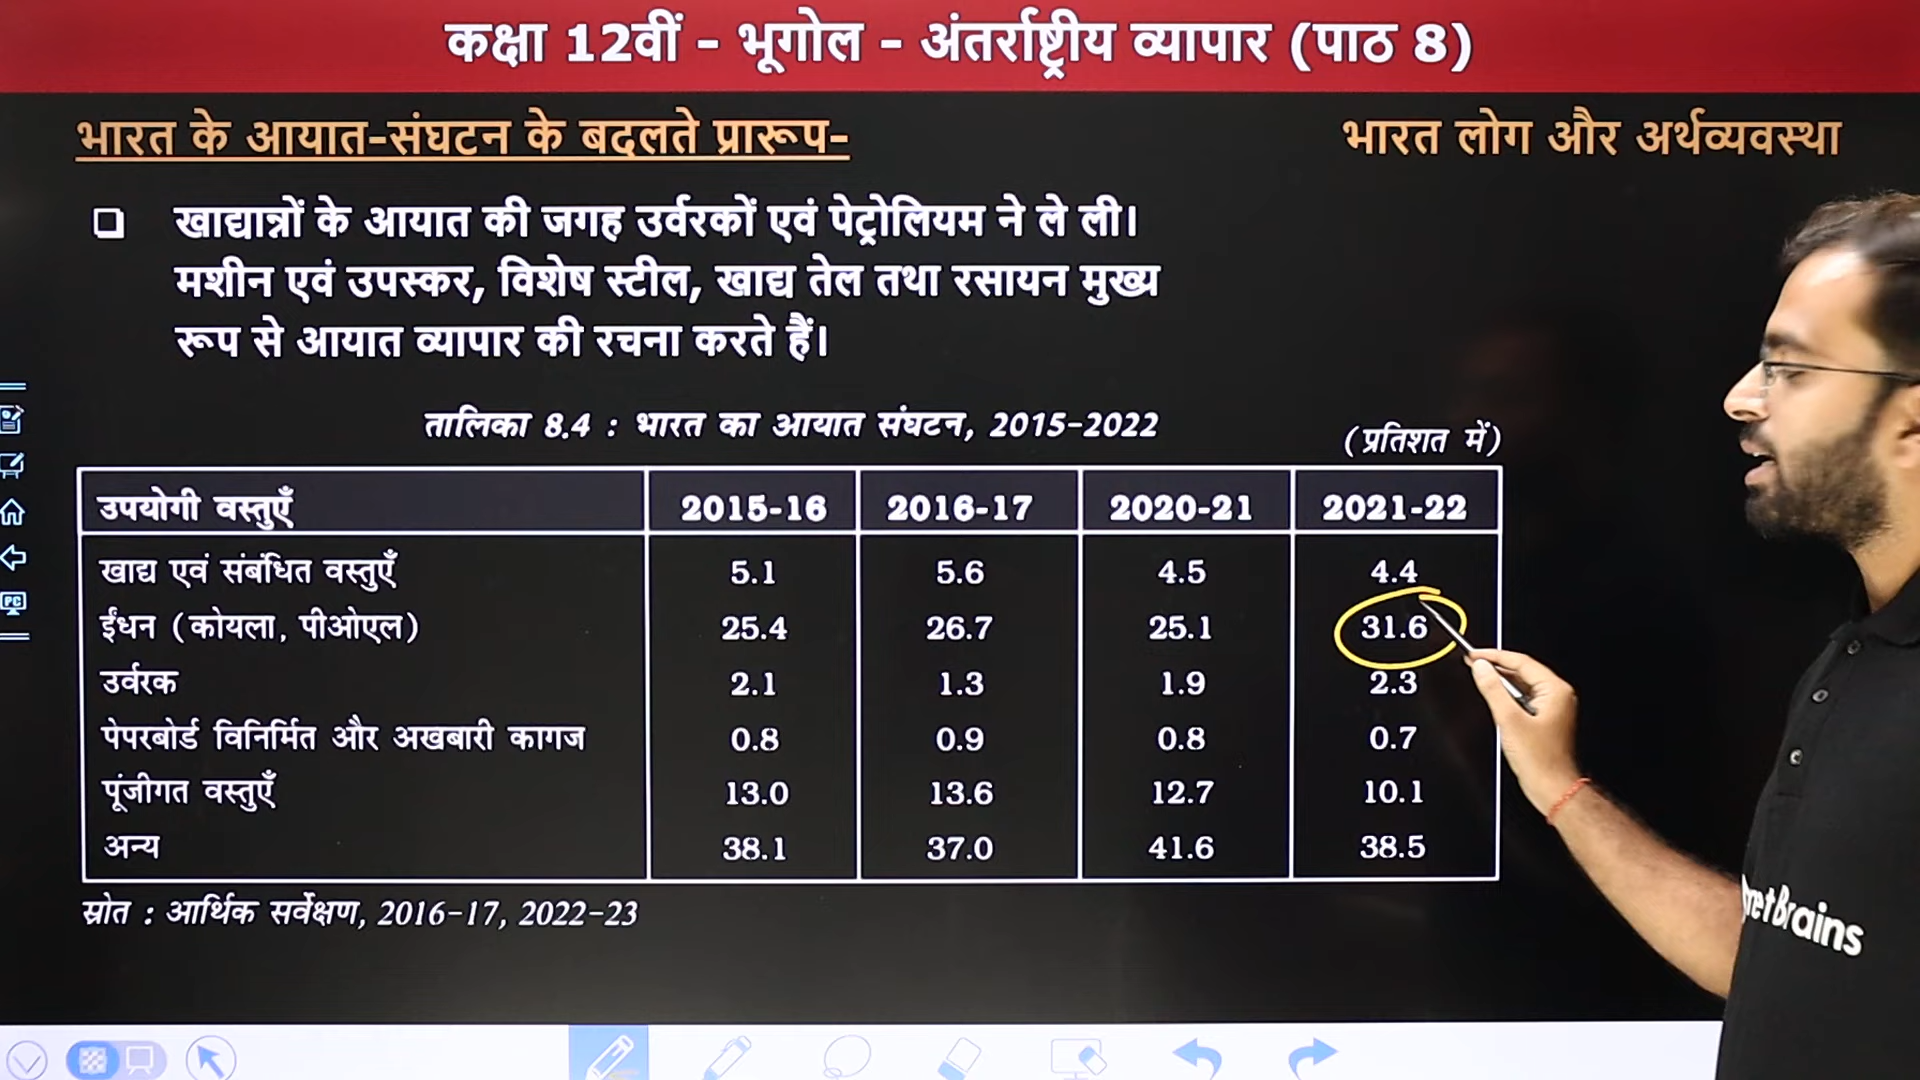 कक्षा 12वीं - भूगोल - अंतर्राष्ट्रीय व्यापार (पाठ 8)
भारत के आयात-संघटन के बदलते प्रारूप-
भारत लोग और अर्थव्यवस्था
❑ खाद्यान्नों के आयात की जगह उर्वरकों एवं पेट्रोलियम ने ले ली।
मशीन एवं उपस्कर, विशेष स्टील, खाद्य तेल तथा रसायन मुख्य
रूप से आयात व्यापार की रचना करते हैं।
तालिका 8.4 : भारत का आयात संघटन, 2015-2022
(प्रतिशत में)
उपयोगी वस्तुएँ 2015-16 2016-17 2020-21 2021-22
खाद्य एवं संबंधित वस्तुएँ 5.1 5.6 4.5 4.4
ईंधन (कोयला, पीओएल) 25.4 26.7 25.1 31.6
उर्वरक 2.1 1.3 1.9 2.3
पेपरबोर्ड विनिर्मित और अखबारी कागज 0.8 0.9 0.8 0.7
पूंजीगत वस्तुएँ 13.0 13.6 12.7 10.1
अन्य 38.1 37.0 41.6 38.5
स्रोत : आर्थिक सर्वेक्षण, 2016-17, 2022-23
PC